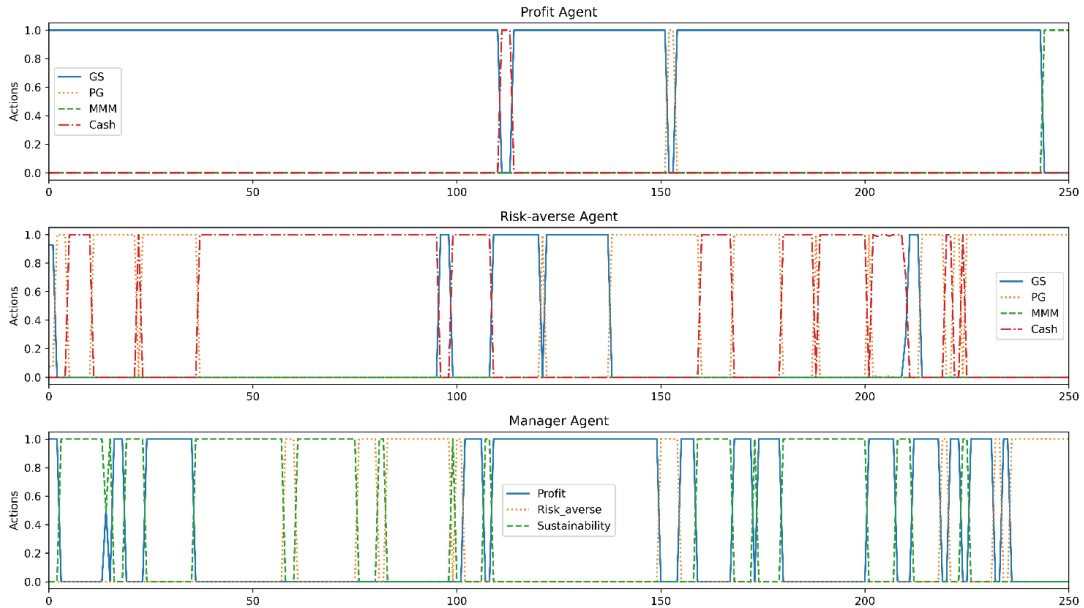 Profit Agent
1.0
0.8
0.6
0.4
0.2
0.0
Actions
GS
PG
MMM
Cash
0 50 100 150 200 250
Risk-averse Agent
1.0
0.8
0.6
0.4
0.2
0.0
Actions
GS
PG
MMM
Cash
0 50 100 150 200 250
Manager Agent
1.0
0.8
0.6
0.4
0.2
0.0
Actions
Profit
Risk_averse
Sustainability
0 50 100 150 200 250